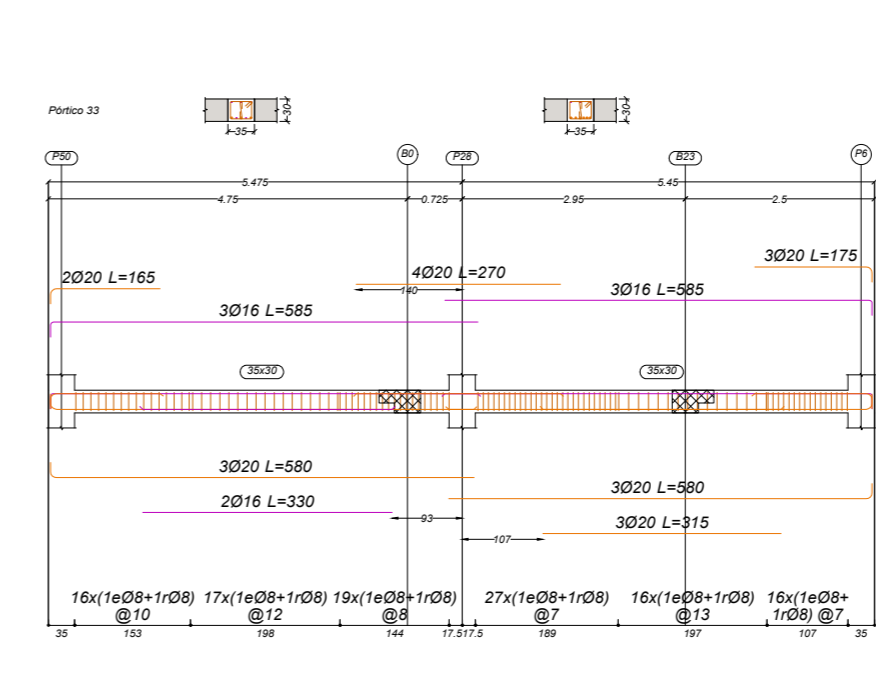 Pórtico 33
35
30
35
30
P50
B0
P28
B23
P6
5.475
5.45
4.75
0.725
2.95
2.5
2Ø20 L=165
4Ø20 L=270
3Ø20 L=175
140
3Ø16 L=585
3Ø16 L=585
35x30
35x30
3Ø20 L=580
3Ø20 L=580
2Ø16 L=330
93
3Ø20 L=315
107
16x(1eØ8+1rØ8) 17x(1eØ8+1rØ8) 19x(1eØ8+1rØ8) 27x(1eØ8+1rØ8) 16x(1eØ8+1rØ8) 16x(1eØ8+
@10 @12 @8 @7 @13 1rØ8) @7
35 153 198 144 17.517.5 189 197 107 35